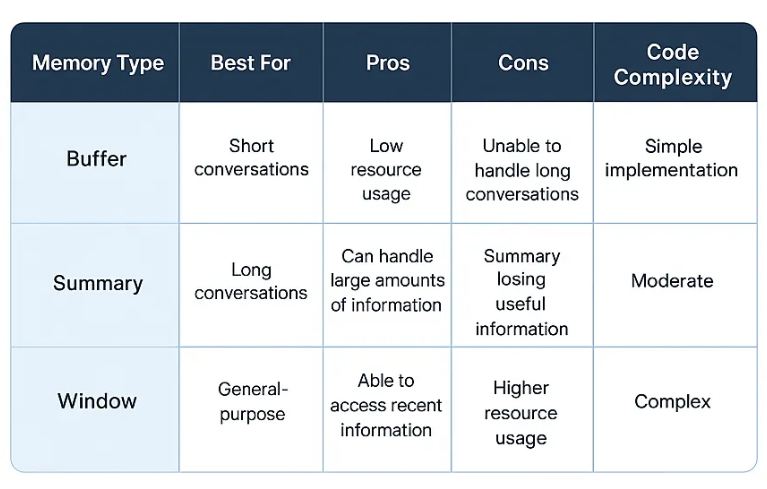 Memory Type
Best For
Pros
Cons
Code
Complexity
Buffer
Short
conversations
Low
resource
usage
Unable to
handle long
conversations
Simple
implementation
Summary
Long
conversations
Can handle
large amounts
of information
Summary
losing
useful
information
Moderate
Window
General-
purpose
Able to
access recent
information
Higher
resource
usage
Complex